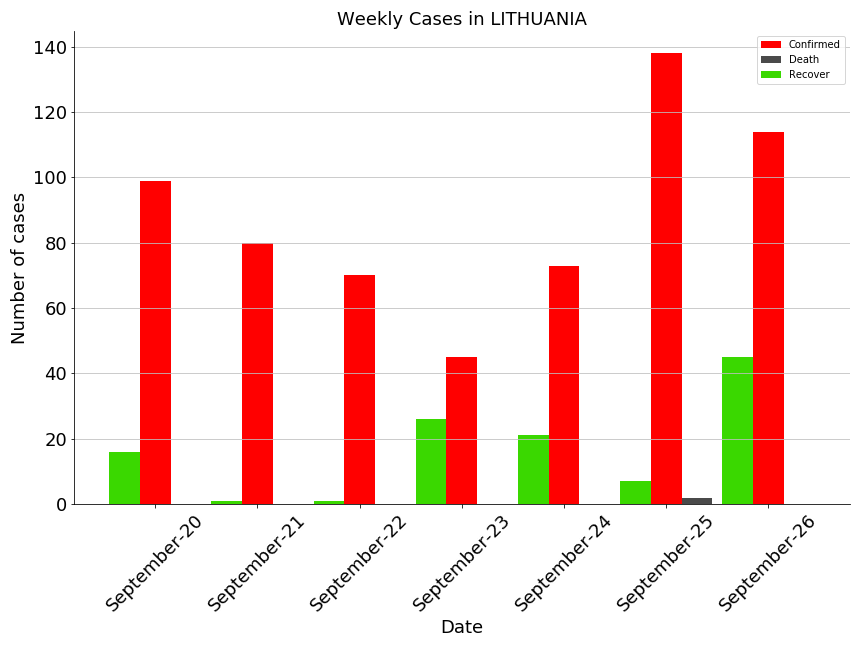 Weekly Cases in LITHUANIA
Confirmed
Death
Recover
Number of cases
140
120
100
80
60
40
20
0
September-20
September-21
September-22
September-23
September-24
September-25
September-26
Date